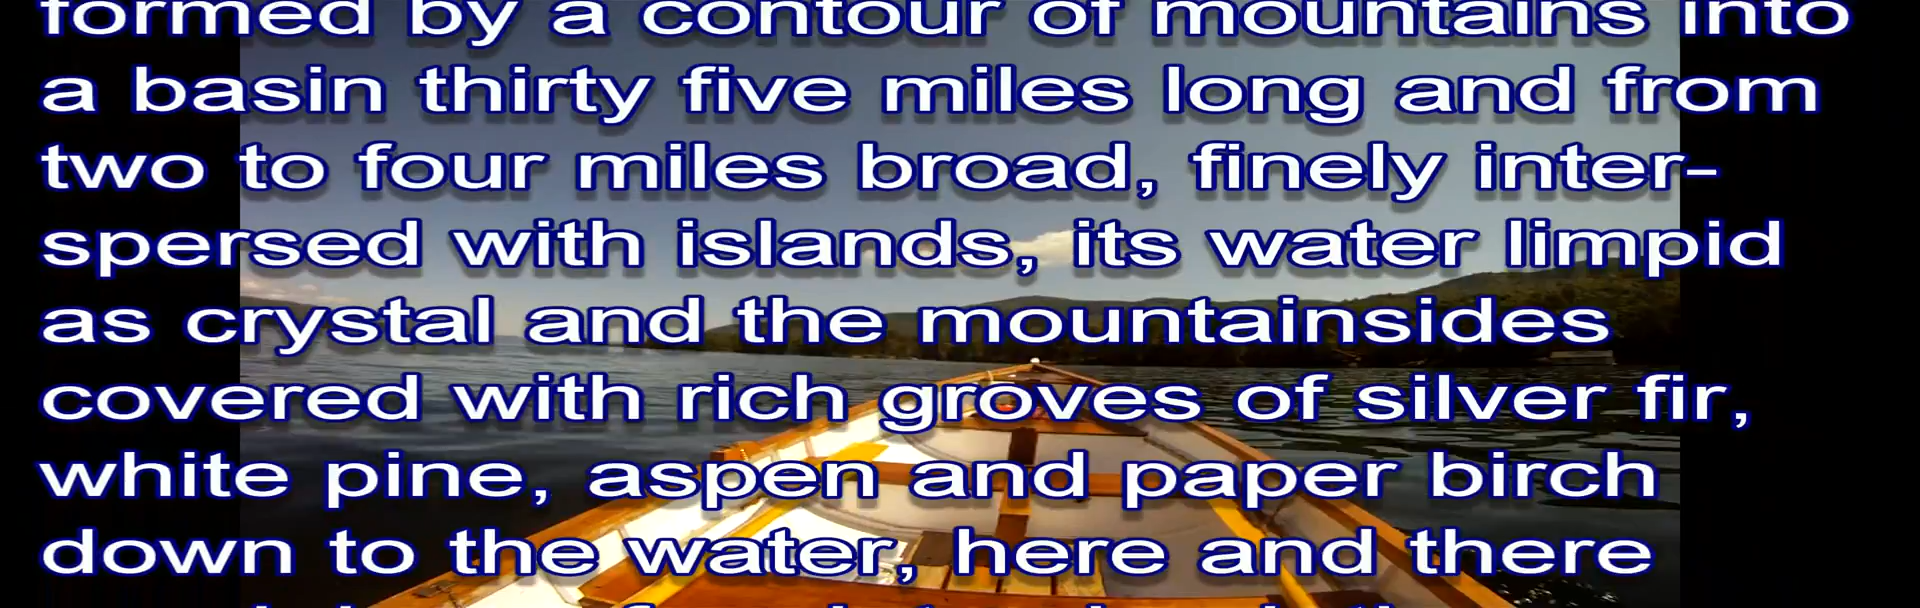 formed by a contour of mountains into
a basin thirty five miles long and from
two to four miles broad, finely inter-
spersed with islands, its water limpid
as crystal and the mountainsides
covered with rich groves of silver fir,
white pine, aspen and paper birch
down to the water, here and there